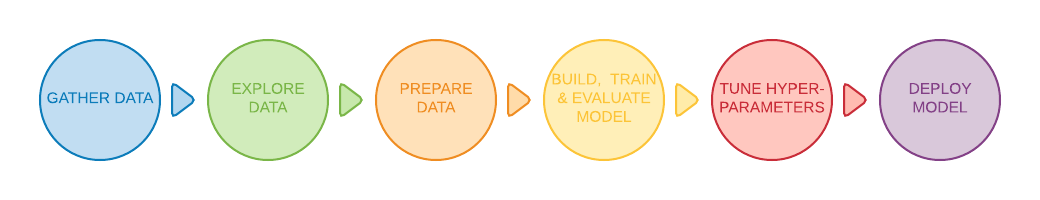 GATHER DATA
EXPLORE
DATA
PREPARE
DATA
BUILD, TRAIN
& EVALUATE
MODEL
TUNE HYPER-
PARAMETERS
DEPLOY
MODEL